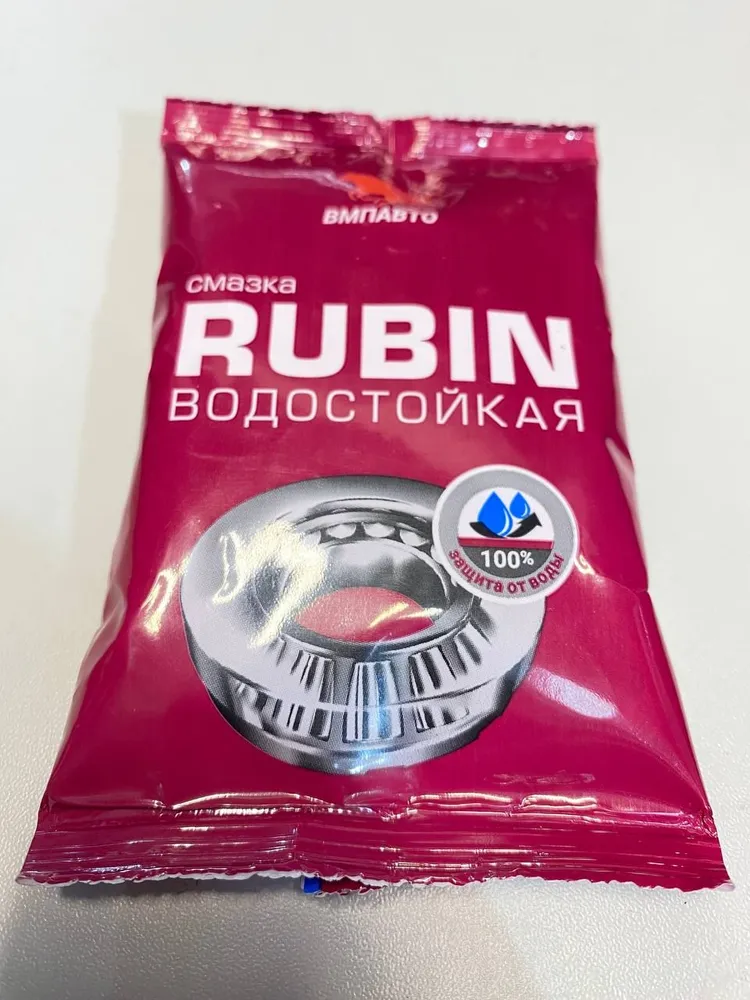 ВМПАВТО
смазка
RUBIN
ВОДОСТОЙКАЯ
100%
защита от воды